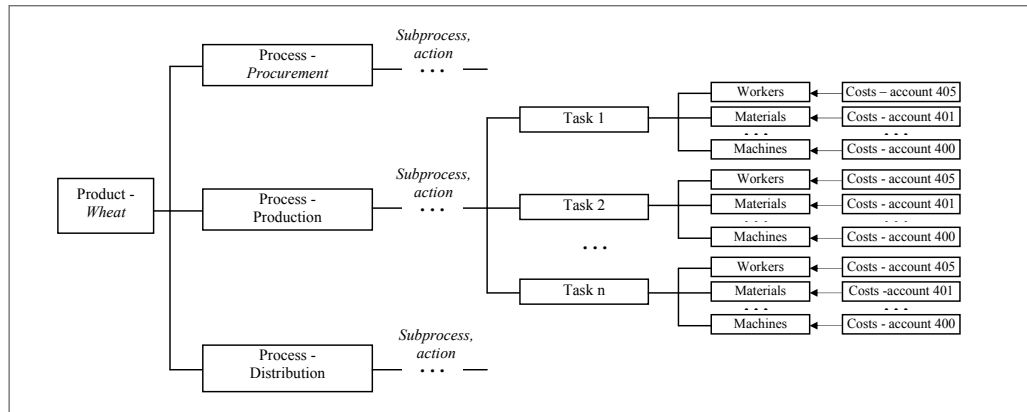 Product -
Wheat
Process -
Procurement
Subprocess,
action
...
Process -
Production
Subprocess,
action
...
Process -
Distribution
Subprocess,
action
...
Task 1
Workers
Costs – account 405
Materials
Costs - account 401
... ...
Machines
Costs - account 400
Task 2
Workers
Costs - account 405
Materials
Costs - account 401
... ...
Machines
Costs - account 400
...
Task n
Workers
Costs - account 405
Materials
Costs -account 401
... ...
Machines
Costs - account 400